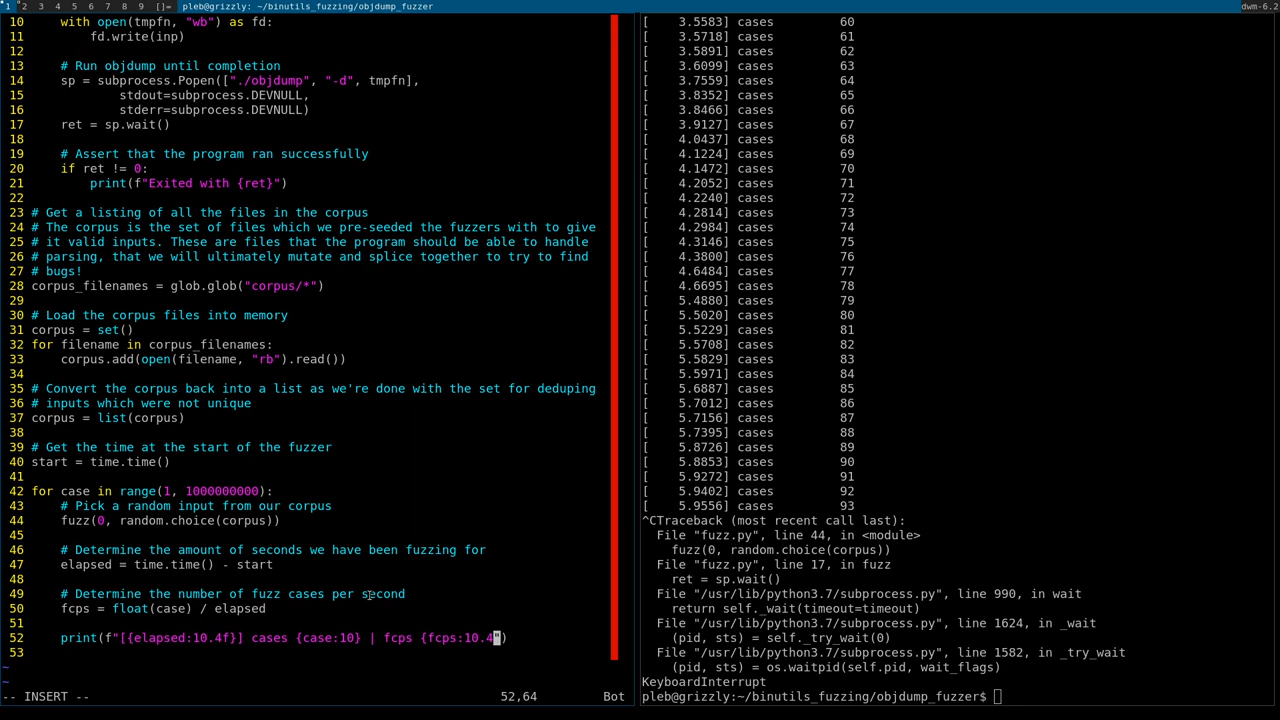 1 2 3 4 5 6 7 8 9 []= pleb@grizzly: ~/binutils_fuzzing/objdump_fuzzer dwm-6.2
10     with open(tmpfn, "wb") as fd:
11         fd.write(inp)
12
13     # Run objdump until completion
14     sp = subprocess.Popen(["./objdump", "-d", tmpfn],
15             stdout=subprocess.DEVNULL,
16             stderr=subprocess.DEVNULL)
17     ret = sp.wait()
18
19     # Assert that the program ran successfully
20     if ret != 0:
21         print(f"Exited with {ret}")
22
23 # Get a listing of all the files in the corpus
24 # The corpus is the set of files which we pre-seeded the fuzzers with to give
25 # it valid inputs. These are files that the program should be able to handle
26 # parsing, that we will ultimately mutate and splice together to try to find
27 # bugs!
28 corpus_filenames = glob.glob("corpus/*")
29
30 # Load the corpus files into memory
31 corpus = set()
32 for filename in corpus_filenames:
33     corpus.add(open(filename, "rb").read())
34
35 # Convert the corpus back into a list as we're done with the set for deduping
36 # inputs which were not unique
37 corpus = list(corpus)
38
39 # Get the time at the start of the fuzzer
40 start = time.time()
41
42 for case in range(1, 1000000000):
43     # Pick a random input from our corpus
44     fuzz(0, random.choice(corpus))
45
46     # Determine the amount of seconds we have been fuzzing for
47     elapsed = time.time() - start
48
49     # Determine the number of fuzz cases per second
50     fcps = float(case) / elapsed
51
52     print(f"[{elapsed:10.4f}] cases {case:10} | fcps {fcps:10.4")
53
~
~
-- INSERT -- 52,64 Bot
[    3.5583] cases         60
[    3.5718] cases         61
[    3.5891] cases         62
[    3.6099] cases         63
[    3.7559] cases         64
[    3.8352] cases         65
[    3.8466] cases         66
[    3.9127] cases         67
[    4.0437] cases         68
[    4.1224] cases         69
[    4.1472] cases         70
[    4.2052] cases         71
[    4.2240] cases         72
[    4.2814] cases         73
[    4.2984] cases         74
[    4.3146] cases         75
[    4.3800] cases         76
[    4.6484] cases         77
[    4.6695] cases         78
[    5.4880] cases         79
[    5.5020] cases         80
[    5.5229] cases         81
[    5.5708] cases         82
[    5.5829] cases         83
[    5.5971] cases         84
[    5.6887] cases         85
[    5.7012] cases         86
[    5.7156] cases         87
[    5.7395] cases         88
[    5.8726] cases         89
[    5.8853] cases         90
[    5.9272] cases         91
[    5.9402] cases         92
[    5.9556] cases         93
^CTraceback (most recent call last):
  File "fuzz.py", line 44, in <module>
    fuzz(0, random.choice(corpus))
  File "fuzz.py", line 17, in fuzz
    ret = sp.wait()
  File "/usr/lib/python3.7/subprocess.py", line 990, in wait
    return self._wait(timeout=timeout)
  File "/usr/lib/python3.7/subprocess.py", line 1624, in _wait
    (pid, sts) = self._try_wait(0)
  File "/usr/lib/python3.7/subprocess.py", line 1582, in _try_wait
    (pid, sts) = os.waitpid(self.pid, wait_flags)
KeyboardInterrupt
pleb@grizzly:~/binutils_fuzzing/objdump_fuzzer$